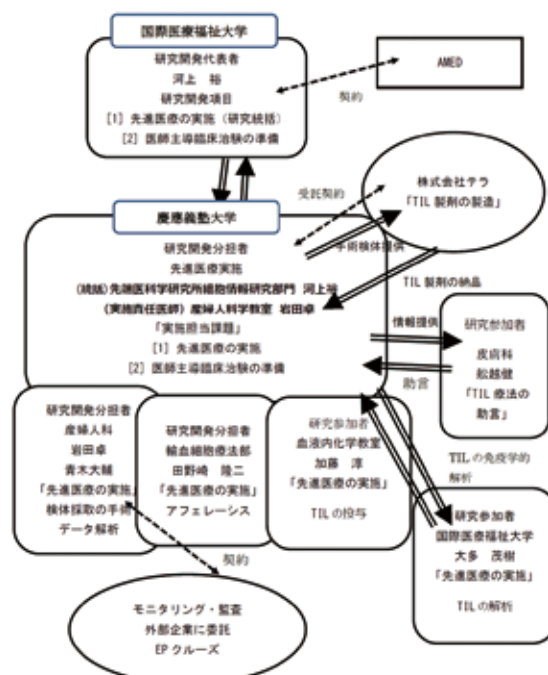 国際医療福祉大学
研究開発代表者
河上 裕
研究開発項目
[1] 先進医療の実施（研究統括）
[2] 医師主導臨床治験の準備
AMED
契約
受託契約
株式会社テラ
「TIL 製剤の製造」
手術検体提供
TIL 製剤の納品
慶應義塾大学
研究開発分担者
先進医療実施
(統括) 先端医科学研究所細胞情報研究部門 河上裕
(実施責任医師) 産婦人科学教室 岩田卓
「実施担当課題」
[1] 先進医療の実施
[2] 医師主導臨床治験の準備
情報提供
助言
研究参加者
皮膚科
舩越健
「TIL 療法の
助言」
研究開発分担者
産婦人科
岩田卓
青木大輔
「先進医療の実施」
検体採取の手術
データ解析
研究開発分担者
輸血細胞療法部
田野崎 隆二
「先進医療の実施」
アフェレーシス
研究参加者
血液内化学教室
加藤 淳
「先進医療の実施」
TIL の投与
TIL の免疫学的
解析
研究参加者
国際医療福祉大学
大多 茂樹
「先進医療の実施」
TIL の解析
契約
モニタリング・監査
外部企業に委託
EP クルーズ